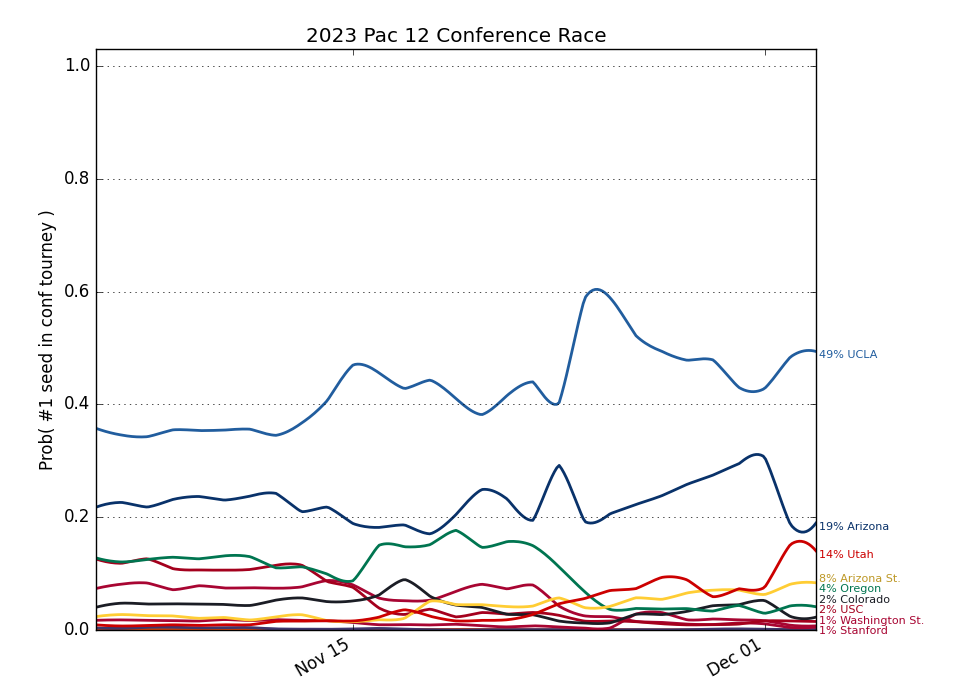 2023 Pac 12 Conference Race
Prob( #1 seed in conf tourney )
1.0
0.8
0.6
0.4
0.2
0.0
Nov 15
Dec 01
49% UCLA
19% Arizona
14% Utah
8% Arizona St.
4% Oregon
2% Colorado
2% USC
1% Washington St.
1% Stanford